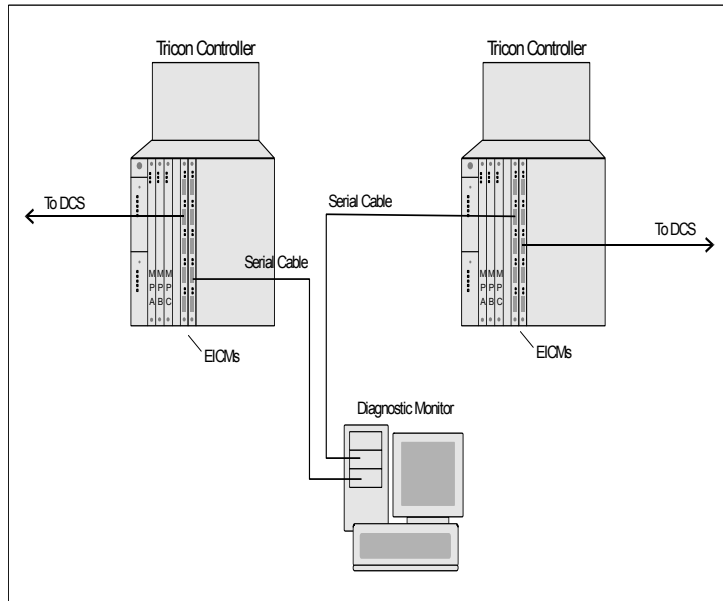 Tricon Controller
Tricon Controller
To DCS
Serial Cable
To DCS
Serial Cable
M P A
M P B
M P C
M P A
M P B
M P C
EICMs
EICMs
Diagnostic Monitor